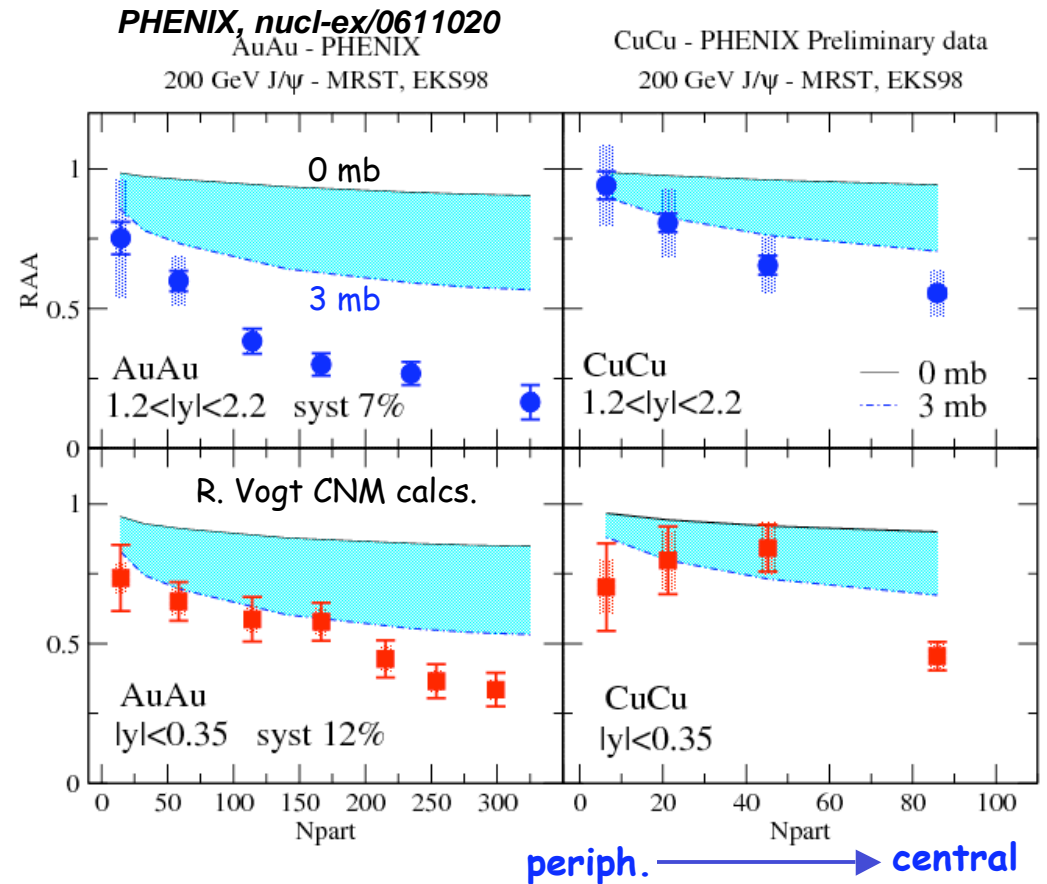 PHENIX, nucl-ex/0611020
AuAu - PHENIX
200 GeV J/ψ - MRST, EKS98
CuCu - PHENIX Preliminary data
200 GeV J/ψ - MRST, EKS98
RAA
1
0.5
0
0 mb
3 mb
AuAu
1.2<|y|<2.2 syst 7%
CuCu
1.2<|y|<2.2
0 mb
3 mb
1
0.5
0
R. Vogt CNM calcs.
AuAu
|y|<0.35 syst 12%
CuCu
|y|<0.35
0 50 100 150 200 250 300
Npart
0 20 40 60 80 100
Npart
periph. central